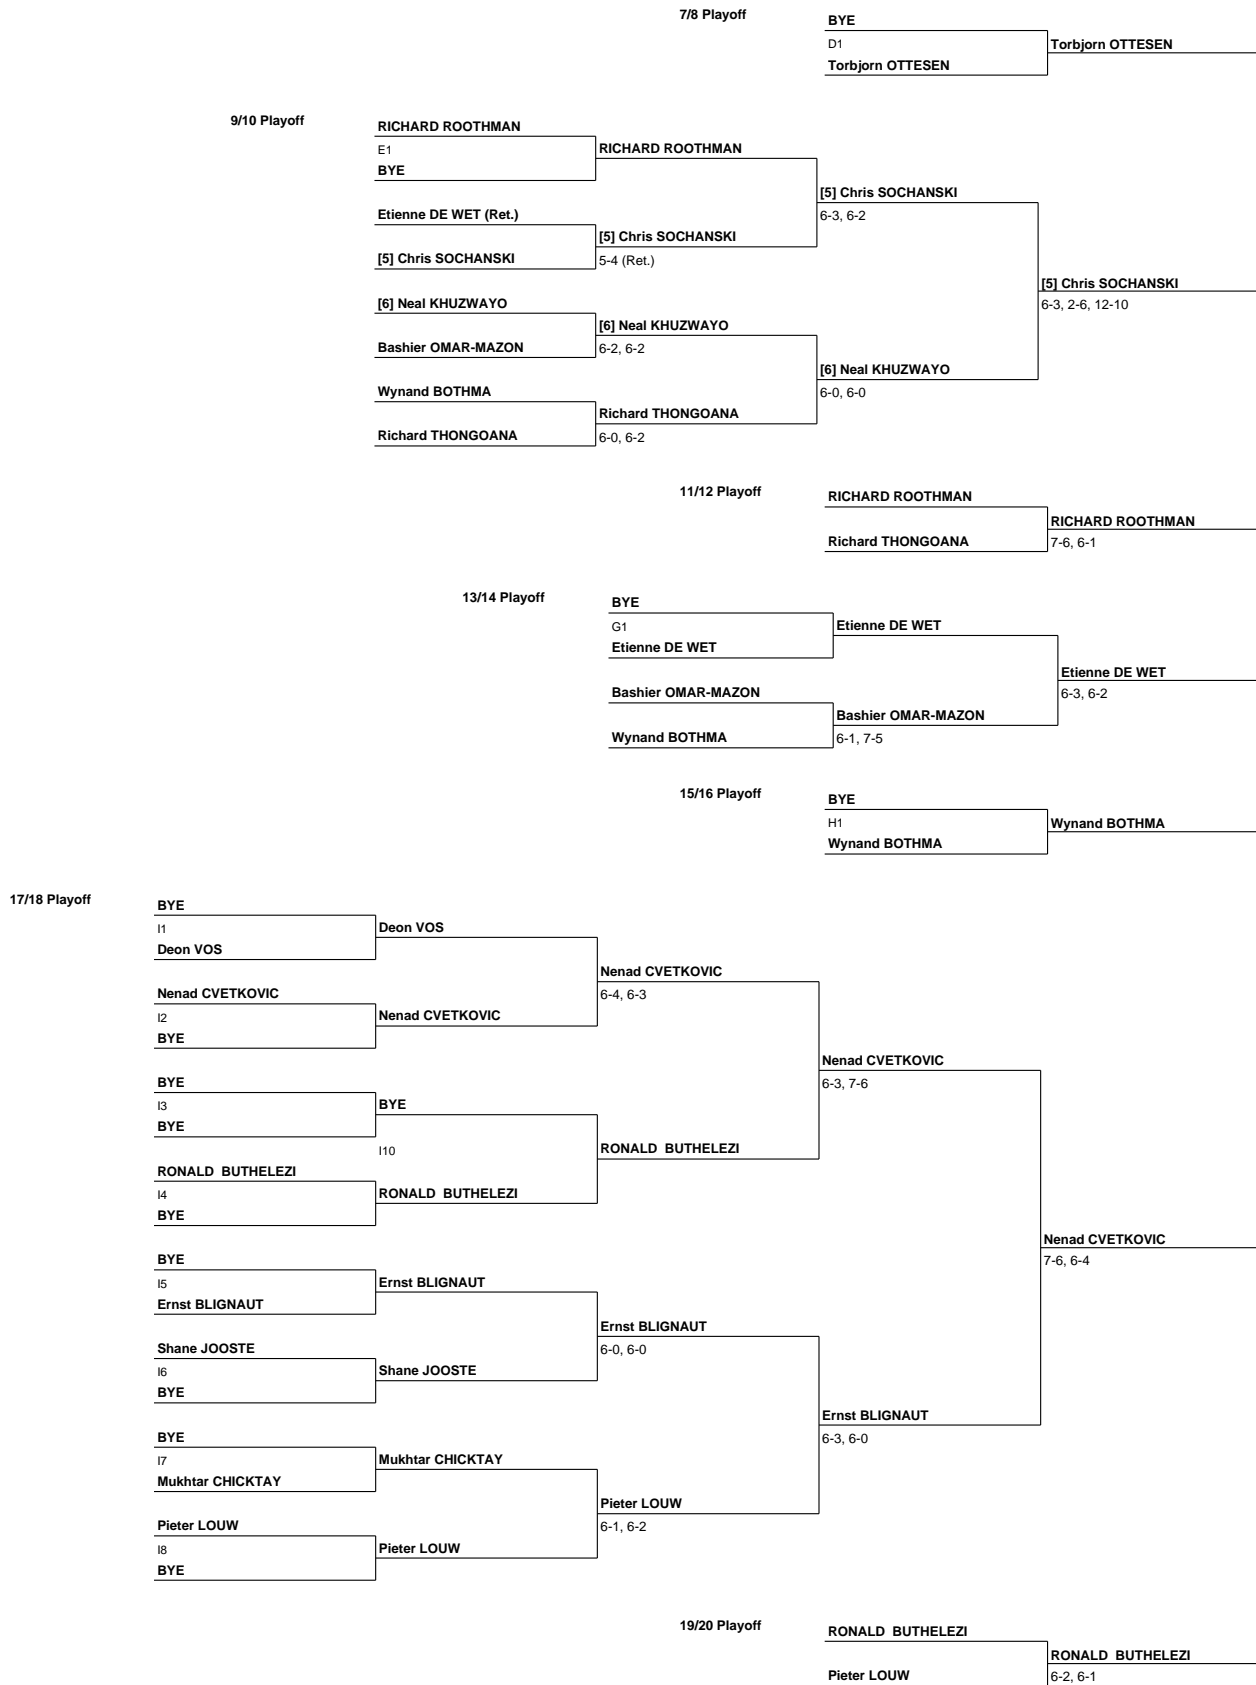 7/8 Playoff
BYE
D1
Torbjorn OTTESEN
Torbjorn OTTESEN
9/10 Playoff
RICHARD ROOTHMAN
E1
RICHARD ROOTHMAN
BYE
[5] Chris SOCHANSKI
Etienne DE WET (Ret.)
6-3, 6-2
[5] Chris SOCHANSKI
[5] Chris SOCHANSKI
5-4 (Ret.)
[5] Chris SOCHANSKI
[6] Neal KHUZWAYO
6-3, 2-6, 12-10
[6] Neal KHUZWAYO
Bashier OMAR-MAZON
6-2, 6-2
[6] Neal KHUZWAYO
Wynand BOTHMA
6-0, 6-0
Richard THONGOANA
Richard THONGOANA
6-0, 6-2
11/12 Playoff
RICHARD ROOTHMAN
RICHARD ROOTHMAN
Richard THONGOANA
7-6, 6-1
13/14 Playoff
BYE
G1
Etienne DE WET
Etienne DE WET
Etienne DE WET
Bashier OMAR-MAZON
6-3, 6-2
Bashier OMAR-MAZON
Wynand BOTHMA
6-1, 7-5
15/16 Playoff
BYE
H1
Wynand BOTHMA
Wynand BOTHMA
17/18 Playoff
BYE
I1
Deon VOS
Deon VOS
Nenad CVETKOVIC
Nenad CVETKOVIC
6-4, 6-3
I2
Nenad CVETKOVIC
BYE
Nenad CVETKOVIC
BYE
6-3, 7-6
I3
BYE
BYE
I10
RONALD BUTHELEZI
RONALD BUTHELEZI
I4
RONALD BUTHELEZI
BYE
Nenad CVETKOVIC
BYE
7-6, 6-4
I5
Ernst BLIGNAUT
Ernst BLIGNAUT
Ernst BLIGNAUT
Shane JOOSTE
6-0, 6-0
I6
Shane JOOSTE
BYE
Ernst BLIGNAUT
BYE
6-3, 6-0
I7
Mukhtar CHICKTAY
Mukhtar CHICKTAY
Pieter LOUW
Pieter LOUW
6-1, 6-2
I8
Pieter LOUW
BYE
19/20 Playoff
RONALD BUTHELEZI
RONALD BUTHELEZI
Pieter LOUW
6-2, 6-1